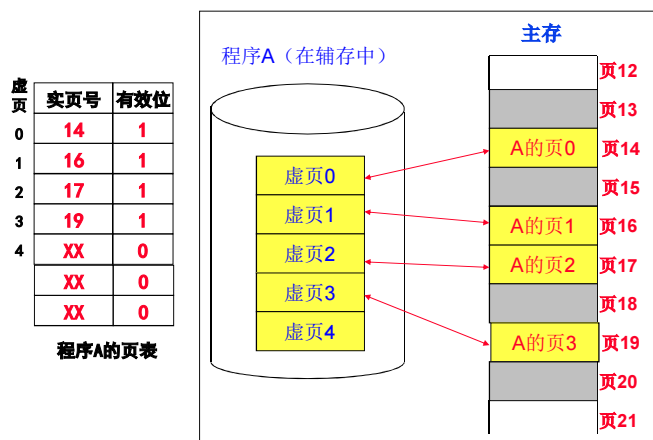 主存
程序A（在辅存中）
虚页
实页号 有效位
0 14 1
1 16 1
2 17 1
3 19 1
4 XX 0
XX 0
XX 0
程序A的页表
虚页0
虚页1
虚页2
虚页3
虚页4
页12
页13
A的页0 页14
页15
A的页1 页16
A的页2 页17
页18
A的页3 页19
页20
页21